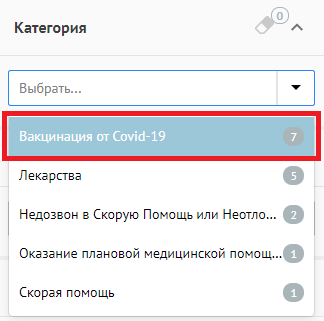 Категория 0
Выбрать...
Вакцинация от Covid-19 7
Лекарства 5
Недозвон в Скорую Помощь или Неотло... 2
Оказание плановой медицинской помощ... 1
Скорая помощь 1